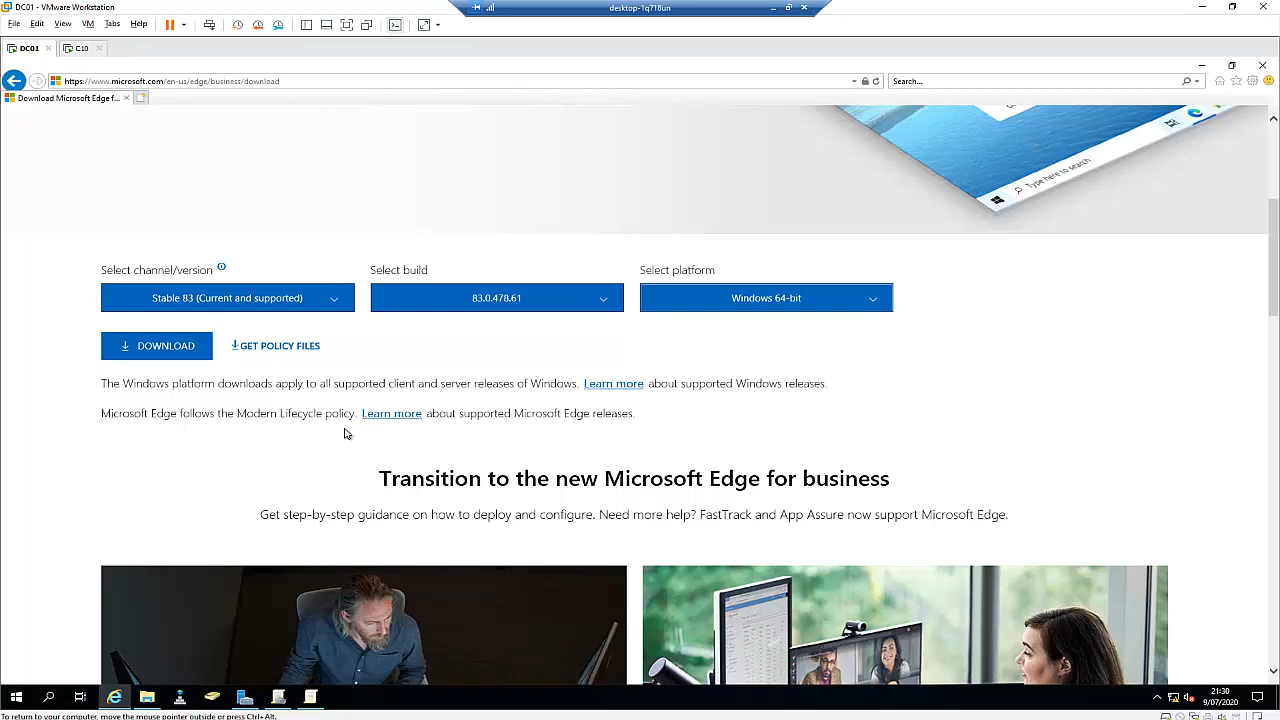 DC01 - VMware Workstation
desktop-1q718un
File Edit View VM Tabs Help
DC01 C10
https://www.microsoft.com/en-us/edge/business/download
Search...
Download Microsoft Edge f...
Type here to search
Select channel/version Select build Select platform
Stable 83 (Current and supported) 83.0.478.61 Windows 64-bit
DOWNLOAD GET POLICY FILES
The Windows platform downloads apply to all supported client and server releases of Windows. Learn more about supported Windows releases.
Microsoft Edge follows the Modern Lifecycle policy. Learn more about supported Microsoft Edge releases.
Transition to the new Microsoft Edge for business
Get step-by-step guidance on how to deploy and configure. Need more help? FastTrack and App Assure now support Microsoft Edge.
21:30
9/07/2020
To return to your computer, move the mouse pointer outside or press Ctrl+Alt.